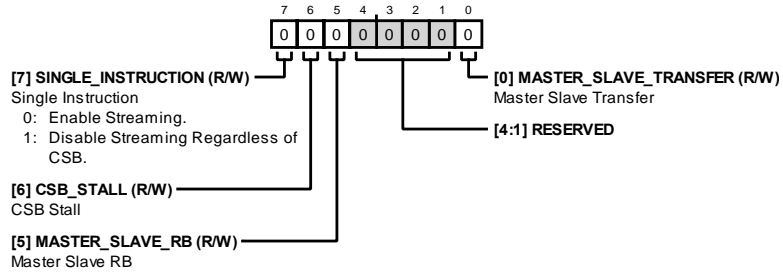 7 6 5 4 3 2 1 0
0 0 0 0 0 0 0 0
[7] SINGLE_INSTRUCTION (R/W)
Single Instruction
0: Enable Streaming.
1: Disable Streaming Regardless of
CSB.
[6] CSB_STALL (R/W)
CSB Stall
[5] MASTER_SLAVE_RB (R/W)
Master Slave RB
[0] MASTER_SLAVE_TRANSFER (R/W)
Master Slave Transfer
[4:1] RESERVED